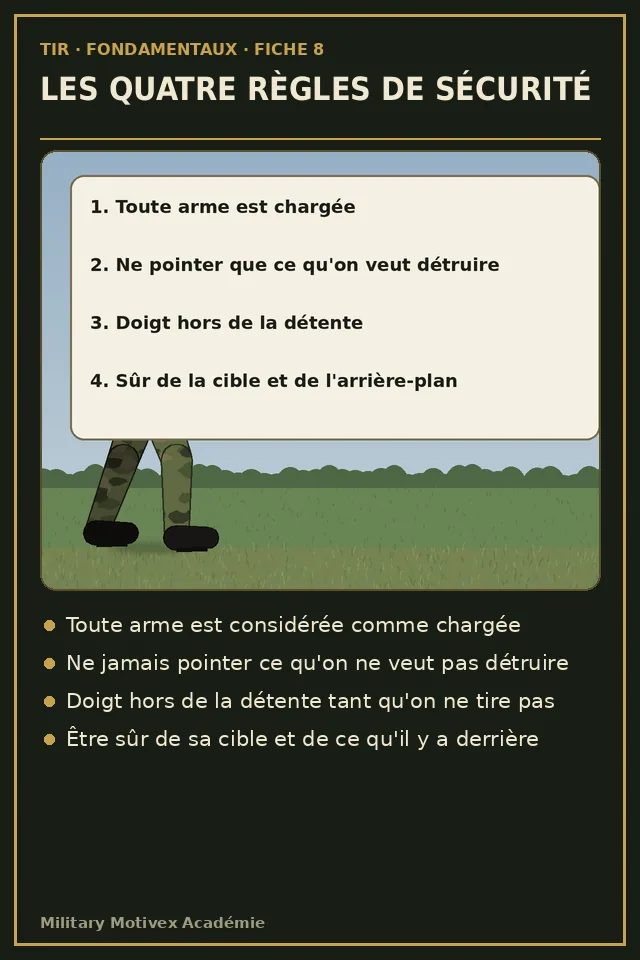 TIR · FONDAMENTAUX · FICHE 8
LES QUATRE RÈGLES DE SÉCURITÉ
1. Toute arme est chargée
2. Ne pointer que ce qu'on veut détruire
3. Doigt hors de la détente
4. Sûr de la cible et de l'arrière-plan
Toute arme est considérée comme chargée
Ne jamais pointer ce qu'on ne veut pas détruire
Doigt hors de la détente tant qu'on ne tire pas
Être sûr de sa cible et de ce qu'il y a derrière
Military Motivex Académie